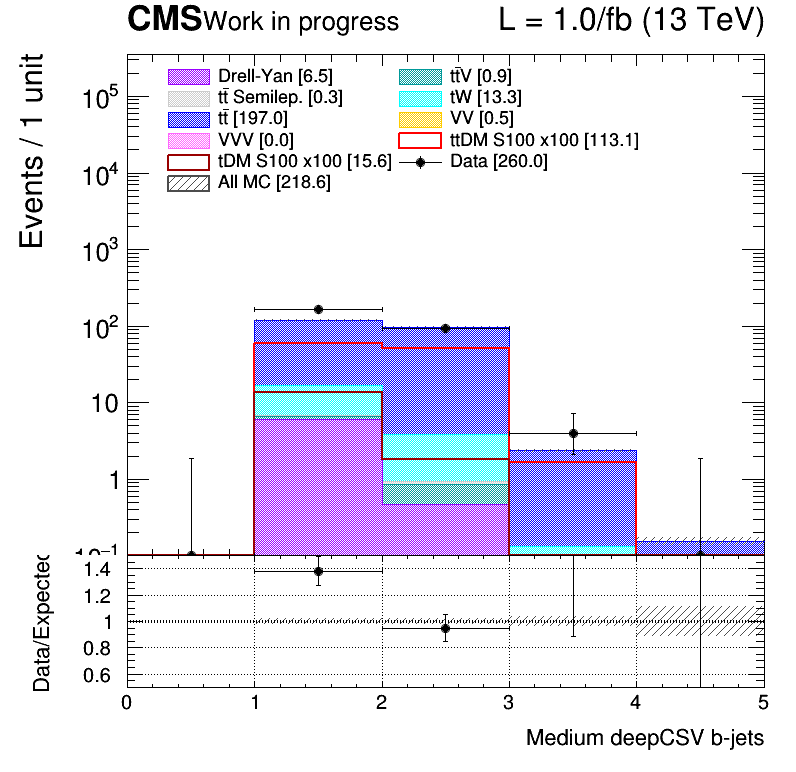 CMS Work in progress L = 1.0/fb (13 TeV)
Drell-Yan [6.5] tt̄V [0.9]
tt̄ Semilep. [0.3] tW [13.3]
tt̄ [197.0] VV [0.5]
VVV [0.0] ttDM S100 x100 [113.1]
tDM S100 x100 [15.6] Data [260.0]
All MC [218.6]
Events / 1 unit
10⁵
10⁴
10³
10²
10
1
10⁻¹
Data/Expected
1.4
1.2
1
0.8
0.6
0 1 2 3 4 5
Medium deepCSV b-jets